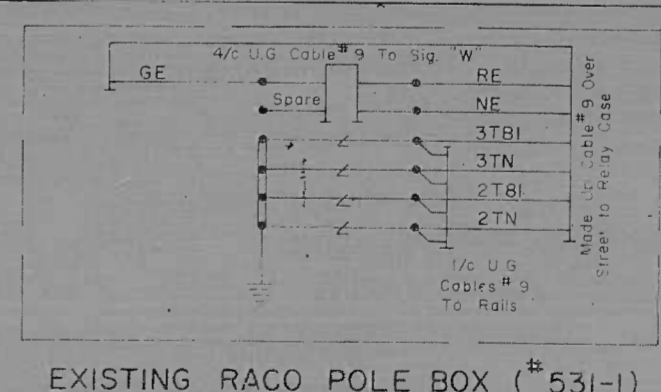 4/c U.G Cable # 9 To Sig. "W"
GE
RE
Spare
NE
3TB1
3TN
2TB1
2TN
Made Up Cable # 9 Over
Street to Relay Case
1/c U G
Cables # 9
To Rails
EXISTING RACO POLE BOX (#531-1)